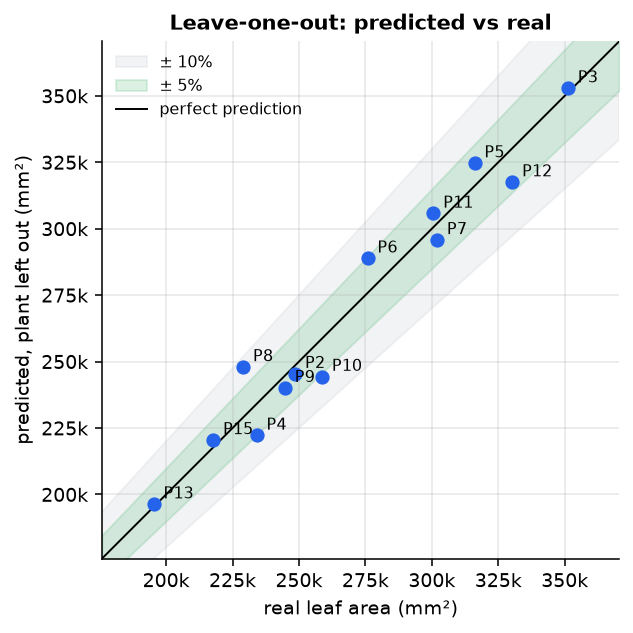 Leave-one-out: predicted vs real
± 10%
± 5%
perfect prediction
P3
P5
P12
P11
P7
P6
P8
P2
P10
P9
P15
P4
P13
350k
325k
300k
275k
250k
225k
200k
predicted, plant left out (mm²)
200k 225k 250k 275k 300k 325k 350k
real leaf area (mm²)